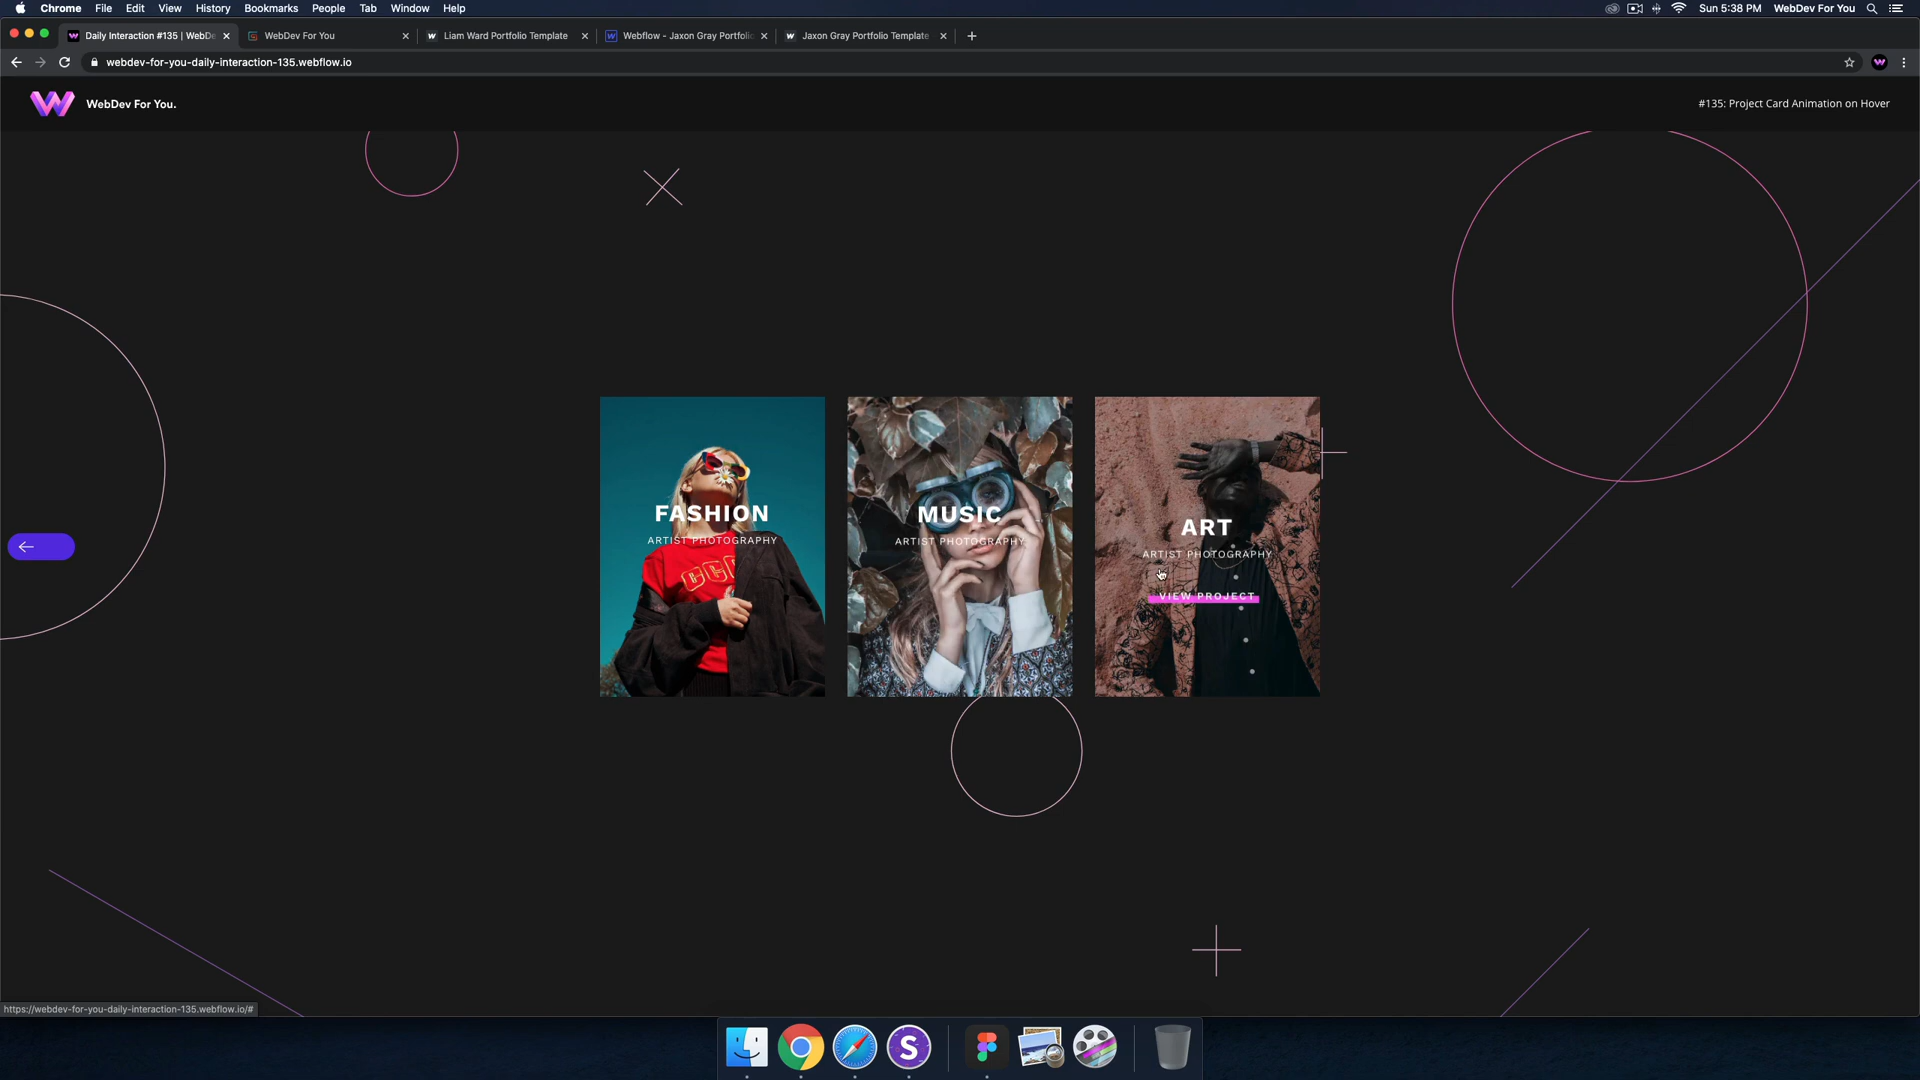 Chrome File Edit View History Bookmarks People Tab Window Help
Sun 5:38 PM WebDev For You
Daily Interaction #135 | WebDe
WebDev For You
Liam Ward Portfolio Template
Webflow - Jaxon Gray Portfolio
Jaxon Gray Portfolio Template
webdev-for-you-daily-interaction-135.webflow.io
WebDev For You.
#135: Project Card Animation on Hover
FASHION
ARTIST PHOTOGRAPHY
MUSIC
ARTIST PHOTOGRAPHY
ART
ARTIST PHOTOGRAPHY
VIEW PROJECT
https://webdev-for-you-daily-interaction-135.webflow.io/#